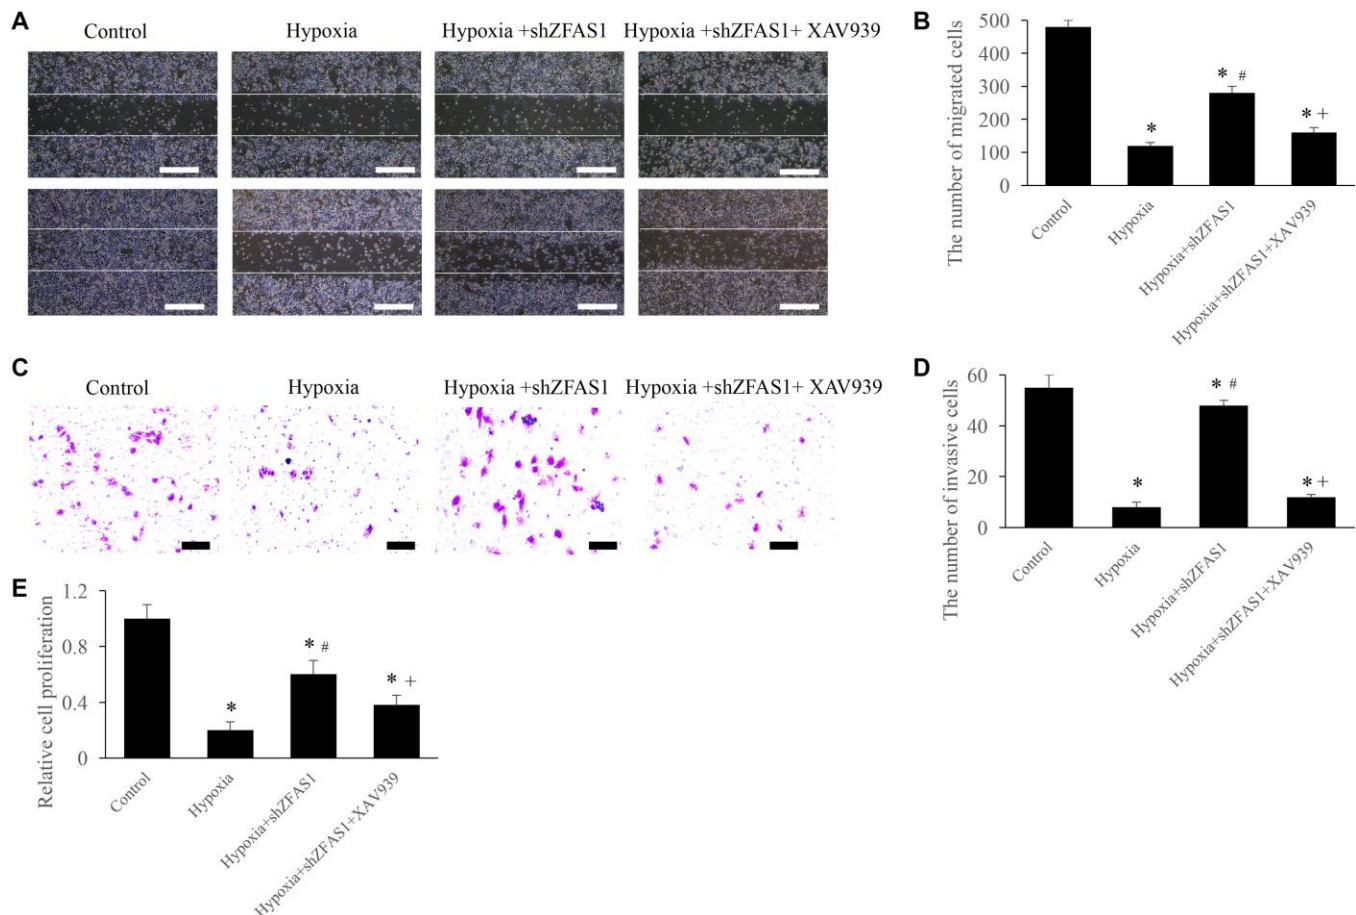 A
Control
Hypoxia
Hypoxia +shZFAS1
Hypoxia +shZFAS1+ XAV939
B
The number of migrated cells
500
400
300
200
100
0
*
* #
* +
Control
Hypoxia
Hypoxia+shZFAS1
Hypoxia+shZFAS1+XAV939
C
Control
Hypoxia
Hypoxia +shZFAS1
Hypoxia +shZFAS1+ XAV939
D
The number of invasive cells
60
40
20
0
*
* #
* +
Control
Hypoxia
Hypoxia+shZFAS1
Hypoxia+shZFAS1+XAV939
E
Relative cell proliferation
1.2
0.8
0.4
0
*
* #
* +
Control
Hypoxia
Hypoxia+shZFAS1
Hypoxia+shZFAS1+XAV939